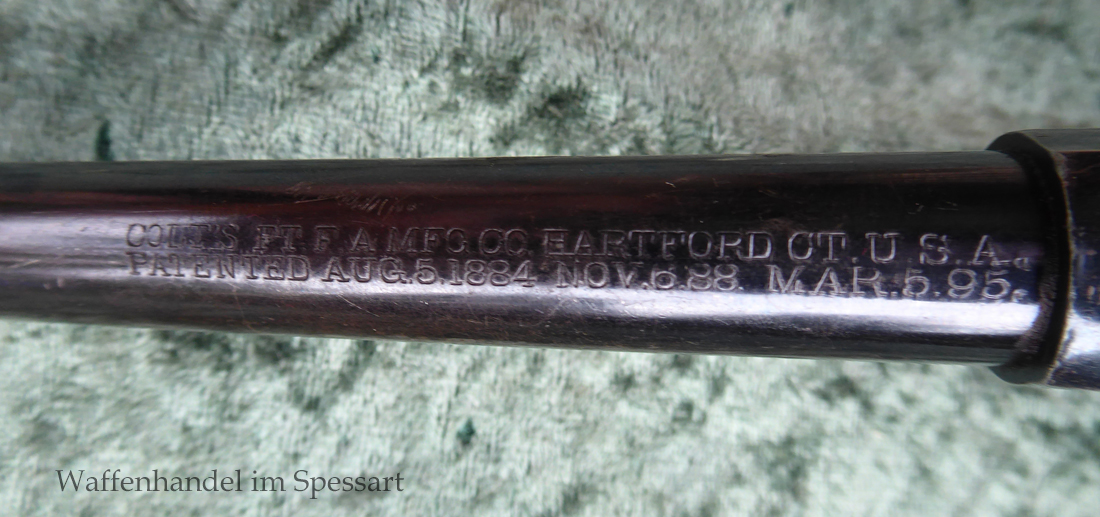 COLT'S PT F A MFG CO HARTFORD CT. U S. A.
PATENTED AUG. 5 1884 NOV. 6.88. MAR. 5. 95.
Waffenhandel im Spessart